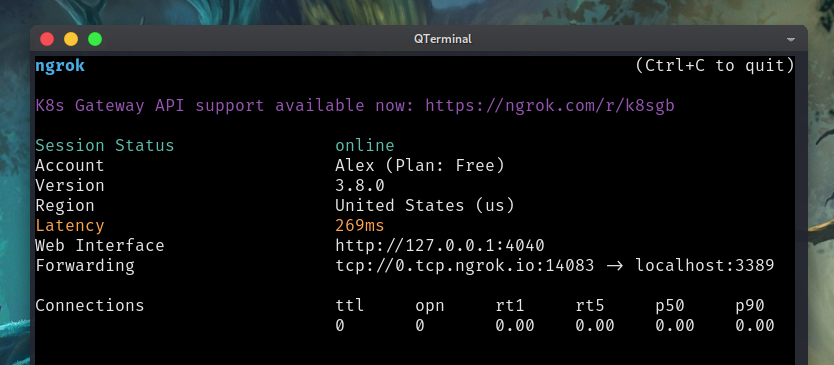 QTerminal
ngrok (Ctrl+C to quit)
K8s Gateway API support available now: https://ngrok.com/r/k8sgb
Session Status online
Account Alex (Plan: Free)
Version 3.8.0
Region United States (us)
Latency 269ms
Web Interface http://127.0.0.1:4040
Forwarding tcp://0.tcp.ngrok.io:14083 -> localhost:3389
Connections ttl opn rt1 rt5 p50 p90
0 0 0.00 0.00 0.00 0.00